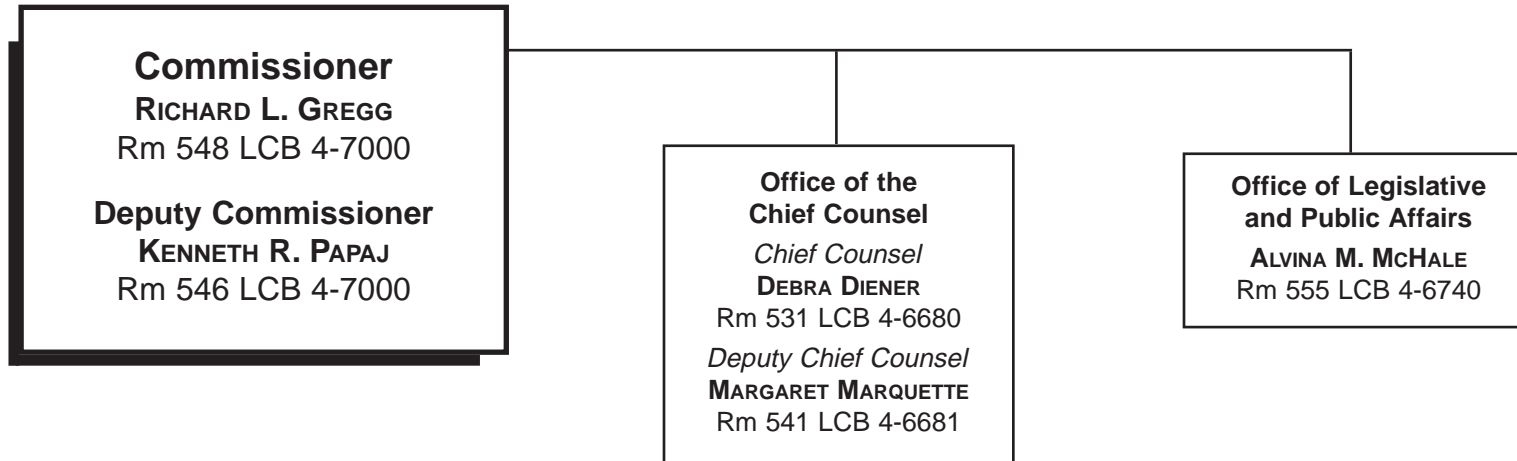 Commissioner
RICHARD L. GREGG
Rm 548 LCB 4-7000
Deputy Commissioner
KENNETH R. PAPAJ
Rm 546 LCB 4-7000
Office of the
Chief Counsel
Chief Counsel
DEBRA DIENER
Rm 531 LCB 4-6680
Deputy Chief Counsel
MARGARET MARQUETTE
Rm 541 LCB 4-6681
Office of Legislative
and Public Affairs
ALVINA M. MCHALE
Rm 555 LCB 4-6740